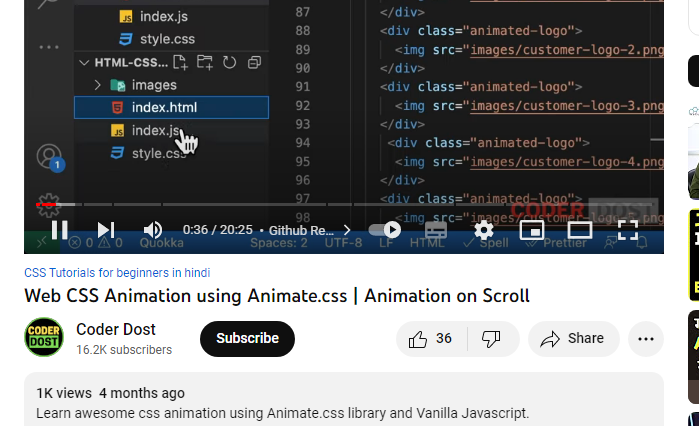 index.js
style.css
HTML-CSS...
images
index.html
index.js
style.css
1
87
</div>
88
<div class="animated-logo">
89
<img src="images/customer-logo-2.png
90
</div>
91
<div class="animated-logo">
92
<img src="images/customer-logo-3.png
93
</div>
94
<div class="animated-logo">
95
<img src="images/customer-logo-4.png
96
</div>
97
<div class="animated-logo">
98
CODER DOST
0:36 / 20:25 • Github Re...
0 0 Quokka
Spaces: 2 UTF-8 LF HTML Spell Prettier
CSS Tutorials for beginners in hindi
Web CSS Animation using Animate.css | Animation on Scroll
CODER
DOST
Coder Dost
16.2K subscribers
Subscribe
36
Share
1K views 4 months ago
Learn awesome css animation using Animate.css library and Vanilla Javascript.